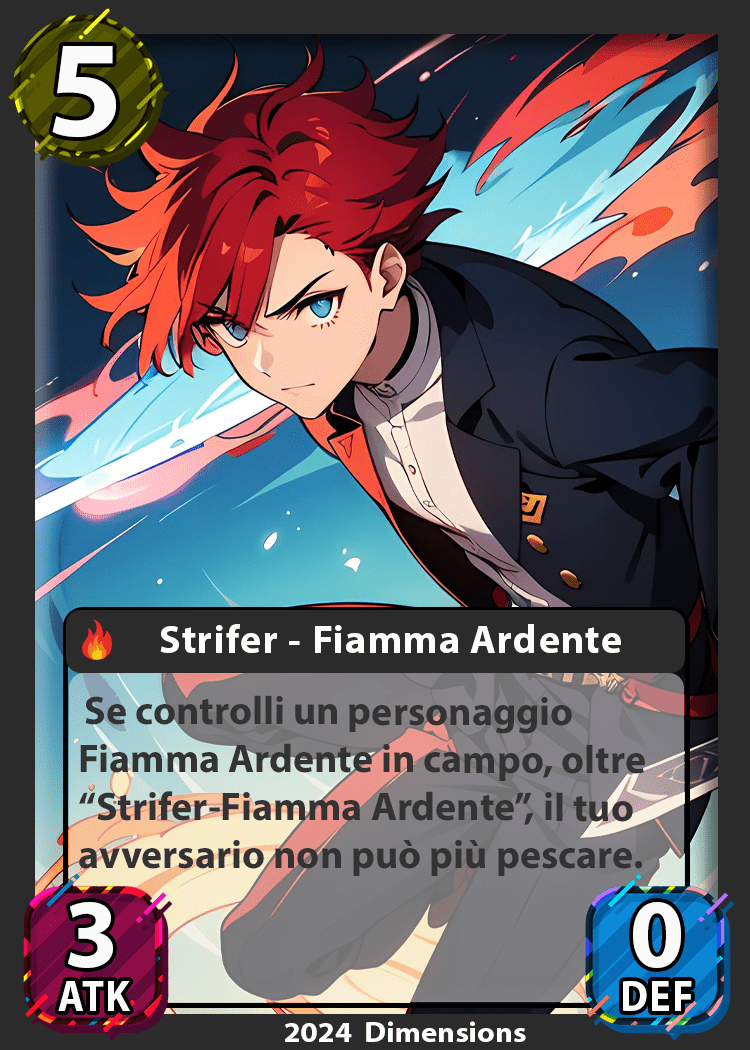 5
Strifer - Fiamma Ardente
Se controlli un personaggio
Fiamma Ardente in campo, oltre
“Strifer-Fiamma Ardente”, il tuo
avversario non può più pescare.
3
ATK
0
DEF
2024 Dimensions